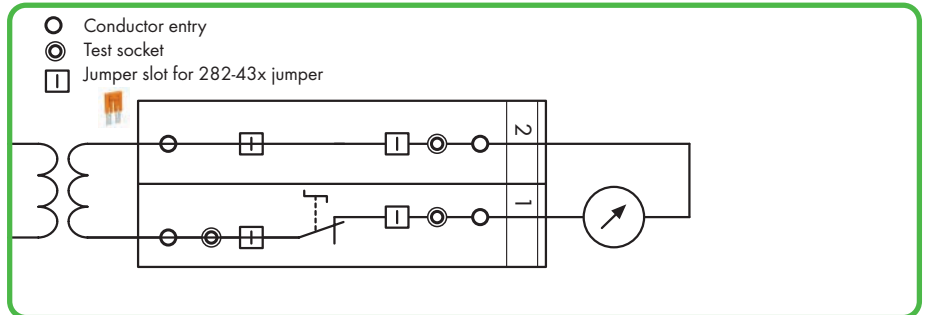 Conductor entry
Test socket
Jumper slot for 282-43x jumper
2
1